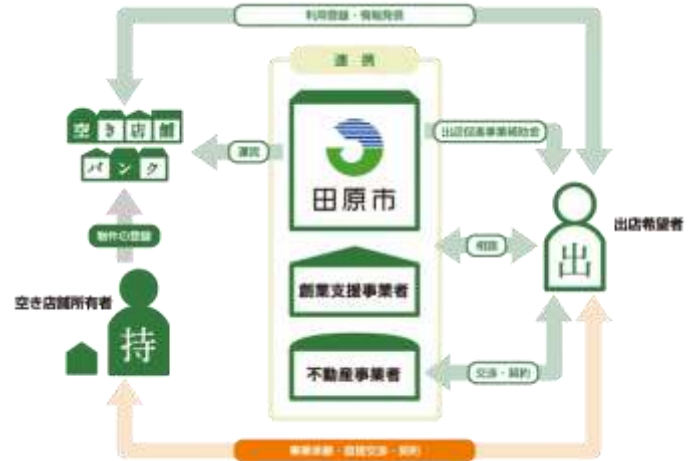 利用登録・情報発信
連携
空き店舗
バンク
運営
出店促進事業補助金
田原市
物件の登録
出店希望者
相談
出
創業支援事業者
空き店舗所有者
持
不動産事業者
交渉・契約